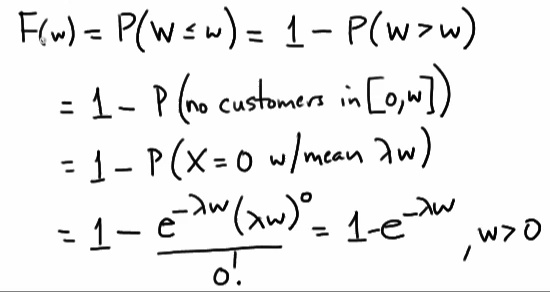 F(w) = P(W ≤ w) = 1 - P(W > w)
= 1 - P(no customers in [0,w])
= 1 - P(X = 0 w/mean λw)
= 1 - e^{-λw}(λw)^0 / 0! = 1-e^{-λw}, w>0